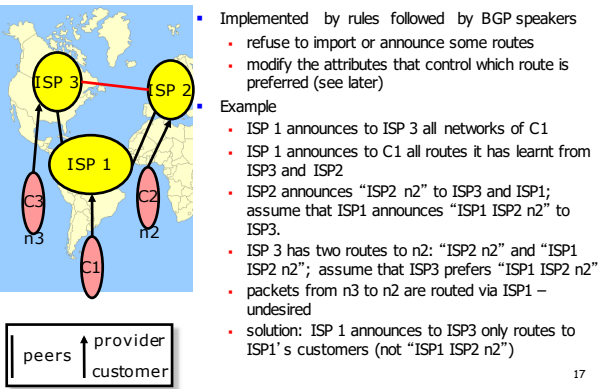 Implemented by rules followed by BGP speakers
refuse to import or announce some routes
modify the attributes that control which route is
preferred (see later)
Example
ISP 1 announces to ISP 3 all networks of C1
ISP 1 announces to C1 all routes it has learnt from
ISP3 and ISP2
ISP2 announces “ISP2 n2” to ISP3 and ISP1;
assume that ISP1 announces “ISP1 ISP2 n2” to
ISP3.
ISP 3 has two routes to n2: “ISP2 n2” and “ISP1
ISP2 n2”; assume that ISP3 prefers “ISP1 ISP2 n2”
packets from n3 to n2 are routed via ISP1 –
undesired
solution: ISP 1 announces to ISP3 only routes to
ISP1’s customers (not “ISP1 ISP2 n2”)
ISP 3
ISP 2
ISP 1
C3
C2
n3
n2
C1
peers
provider
customer
17